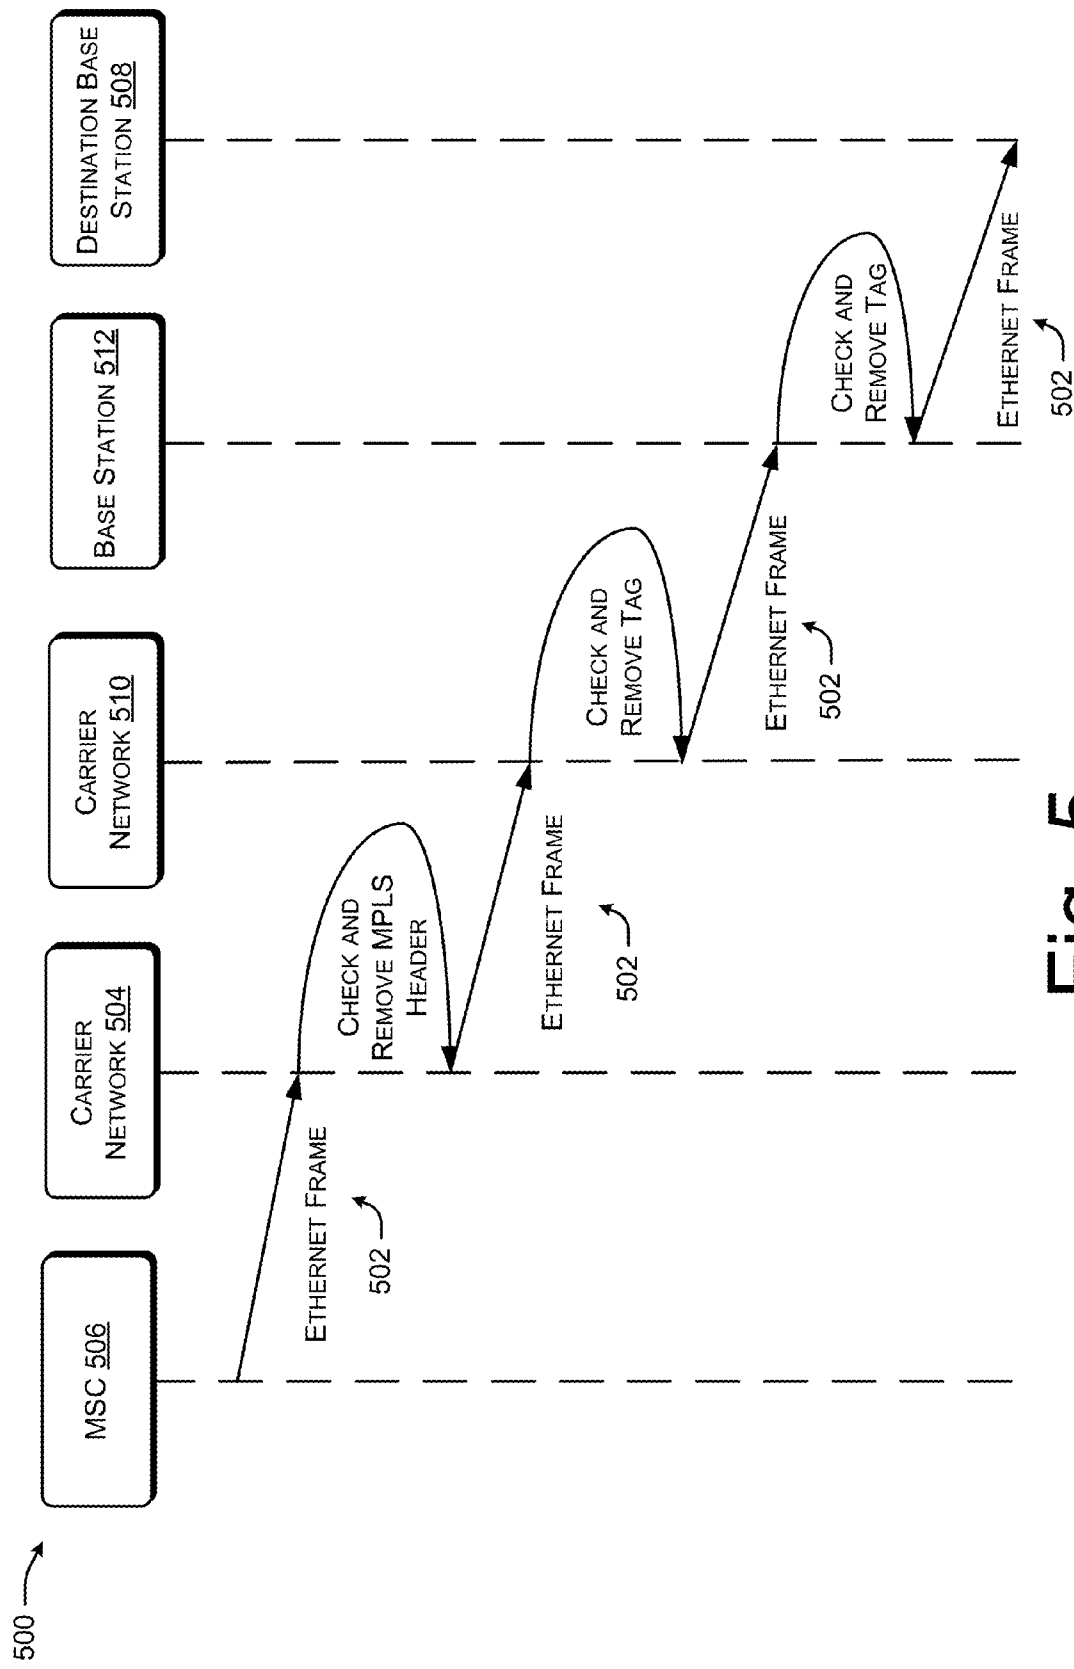 500
MSC 506
CARRIER
NETWORK 504
CARRIER
NETWORK 510
BASE STATION 512
DESTINATION BASE
STATION 508
ETHERNET FRAME
502
CHECK AND
REMOVE MPLS
HEADER
ETHERNET FRAME
502
CHECK AND
REMOVE TAG
ETHERNET FRAME
502
CHECK AND
REMOVE TAG
ETHERNET FRAME
502
Fig. 5